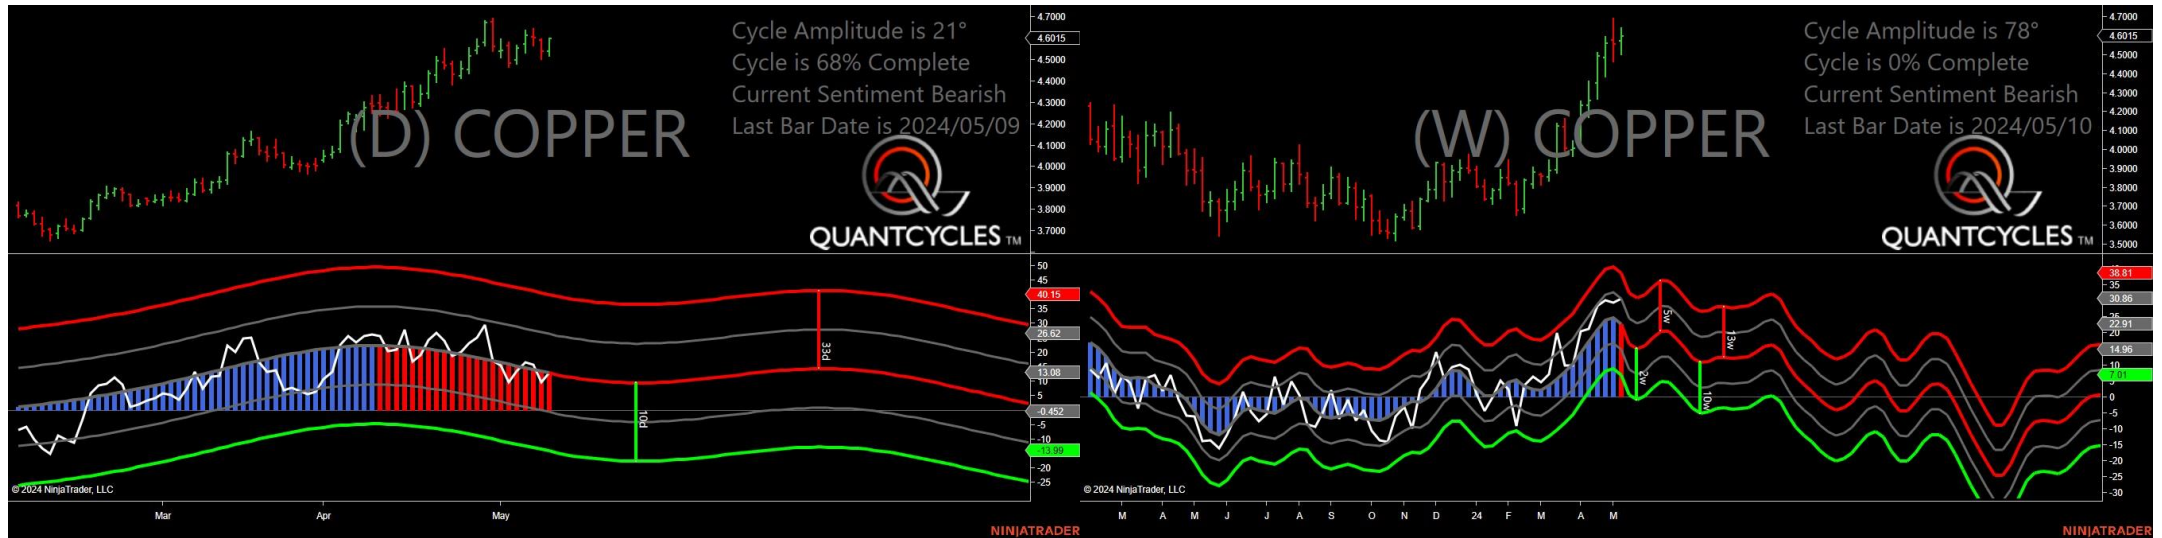 Cycle Amplitude is 21°
Cycle is 68% Complete
Current Sentiment Bearish
Last Bar Date is 2024/05/09
(D) COPPER
QUANTCYCLES TM
4.7000
4.6015
4.5000
4.4000
4.3000
4.2000
4.1000
4.0000
3.9000
3.8000
3.7000
50
45
40.15
35
30
26.62
20
13.08
10
5
-0.452
-5
-10
-13.99
-20
-25
33d
10d
© 2024 NinjaTrader, LLC
Mar
Apr
May
NINJATRADER
Cycle Amplitude is 78°
Cycle is 0% Complete
Current Sentiment Bearish
Last Bar Date is 2024/05/10
(W) COPPER
QUANTCYCLES TM
4.7000
4.6015
4.5000
4.4000
4.3000
4.2000
4.1000
4.0000
3.9000
3.8000
3.7000
3.6000
3.5000
38.81
35
30.86
22.91
20
14.96
7.01
5
0
-5
-10
-15
-20
-25
-30
5w
13w
2w
10w
© 2024 NinjaTrader, LLC
M A M J J A S O N D 24 F M A M
NINJATRADER